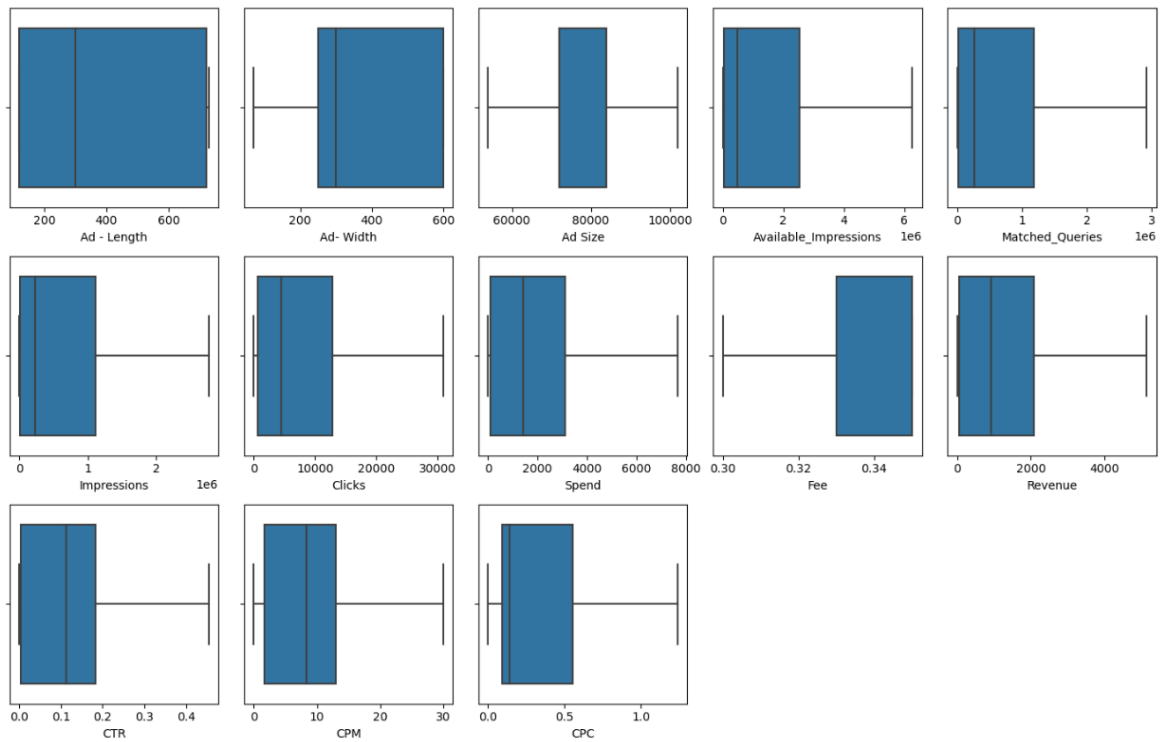 200 400 600
Ad - Length
200 400 600
Ad- Width
60000 80000 100000
Ad Size
0 2 4 6
Available_Impressions 1e6
0 1 2 3
Matched_Queries 1e6
0 1 2
Impressions 1e6
0 10000 20000 30000
Clicks
0 2000 4000 6000 8000
Spend
0.30 0.32 0.34
Fee
0 2000 4000
Revenue
0.0 0.1 0.2 0.3 0.4
CTR
0 10 20 30
CPM
0.0 0.5 1.0
CPC